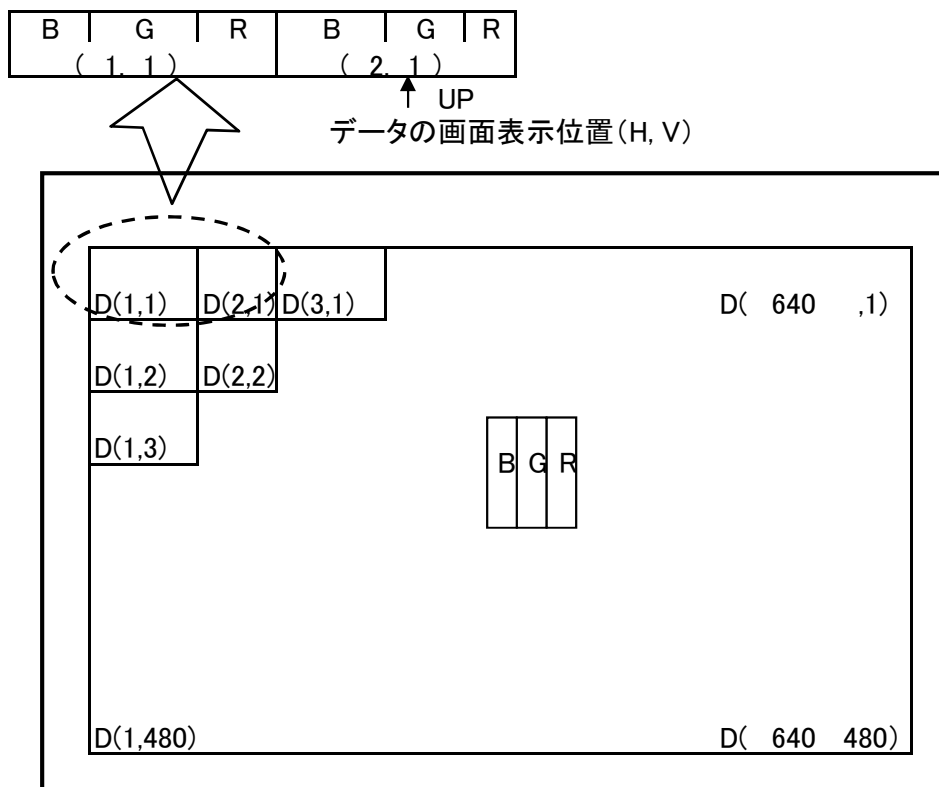 B G R B G R
( 1. 1 ) ( 2. 1 )
UP
データの画面表示位置(H, V)
D(1,1) D(2,1) D(3,1) D( 640 ,1)
D(1,2) D(2,2)
D(1,3)
B G R
D(1,480) D( 640 480)